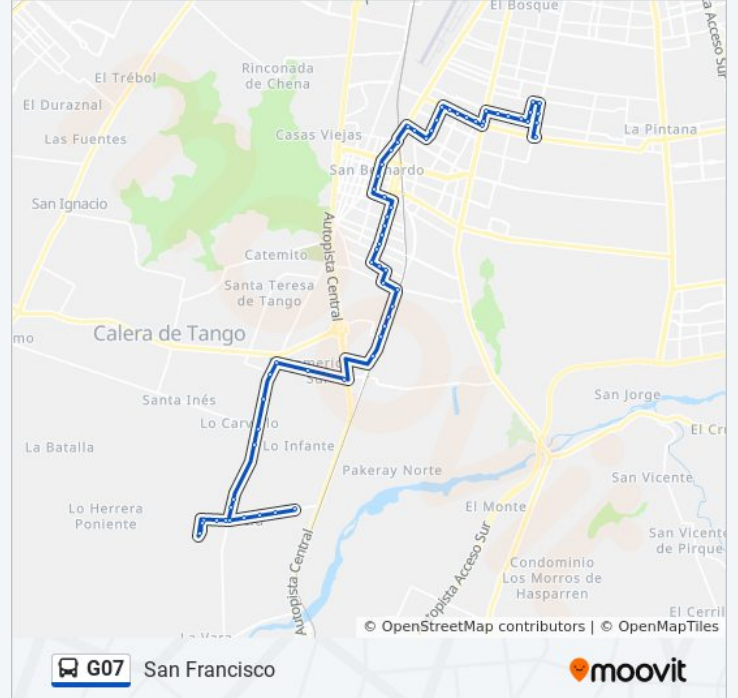 El Bosque
a Acceso Sur
El Trébol
Rinconada
de Chena
El Duraznal
Las Fuentes
Casas Viejas
La Pintana
San Bernardo
San Ignacio
Autopista Central
Catemito
Santa Teresa
de Tango
mo
Calera de Tango
San Jorge
Santa Inés
Lo Infante
La Batalla
El Cr
Pakeray Norte
San Vicente
Lo Herrera
Poniente
El Monte
San Vicente
de Pirque
Autopista Central
topista Acceso Sur
Condominio
Los Morros de
Hasparren
El Cerril
La Vara
© OpenStreetMap contributors | © OpenMapTiles
G07 San Francisco
moovit